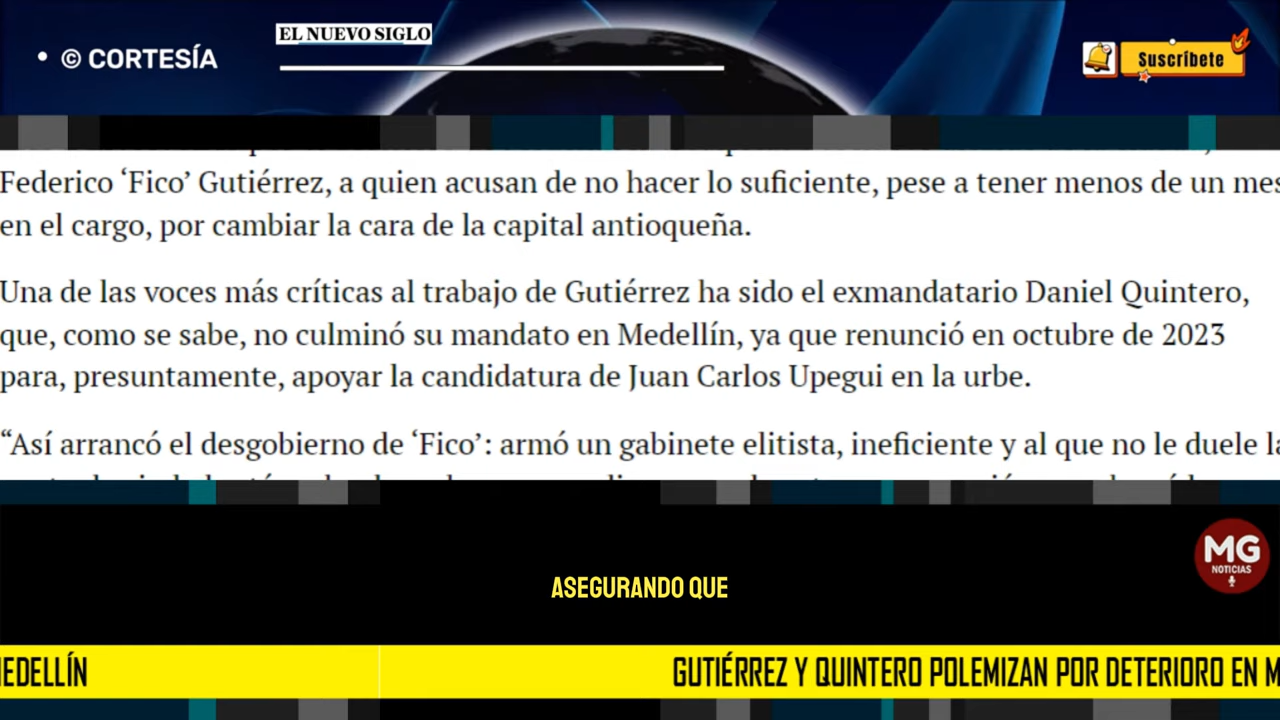 EL NUEVO SIGLO
• © CORTESÍA
Suscríbete
Federico ‘Fico’ Gutiérrez, a quien acusan de no hacer lo suficiente, pese a tener menos de un mes
en el cargo, por cambiar la cara de la capital antioqueña.
Una de las voces más críticas al trabajo de Gutiérrez ha sido el exmandatario Daniel Quintero,
que, como se sabe, no culminó su mandato en Medellín, ya que renunció en octubre de 2023
para, presuntamente, apoyar la candidatura de Juan Carlos Upegui en la urbe.
“Así arrancó el desgobierno de ‘Fico’: armó un gabinete elitista, ineficiente y al que no le duele la
MG
NOTICIAS
ASEGURANDO QUE
EDELLÍN
GUTIÉRREZ Y QUINTERO POLEMIZAN POR DETERIORO EN M